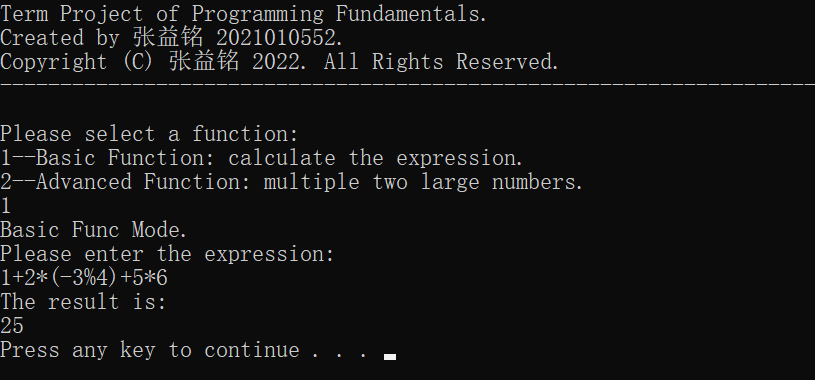 Term Project of Programming Fundamentals.
Created by 张益铭 2021010552.
Copyright (C) 张益铭 2022. All Rights Reserved.
--------------------------------------------------------------------
Please select a function:
1--Basic Function: calculate the expression.
2--Advanced Function: multiple two large numbers.
1
Basic Func Mode.
Please enter the expression:
1+2*(-3%4)+5*6
The result is:
25
Press any key to continue . . .